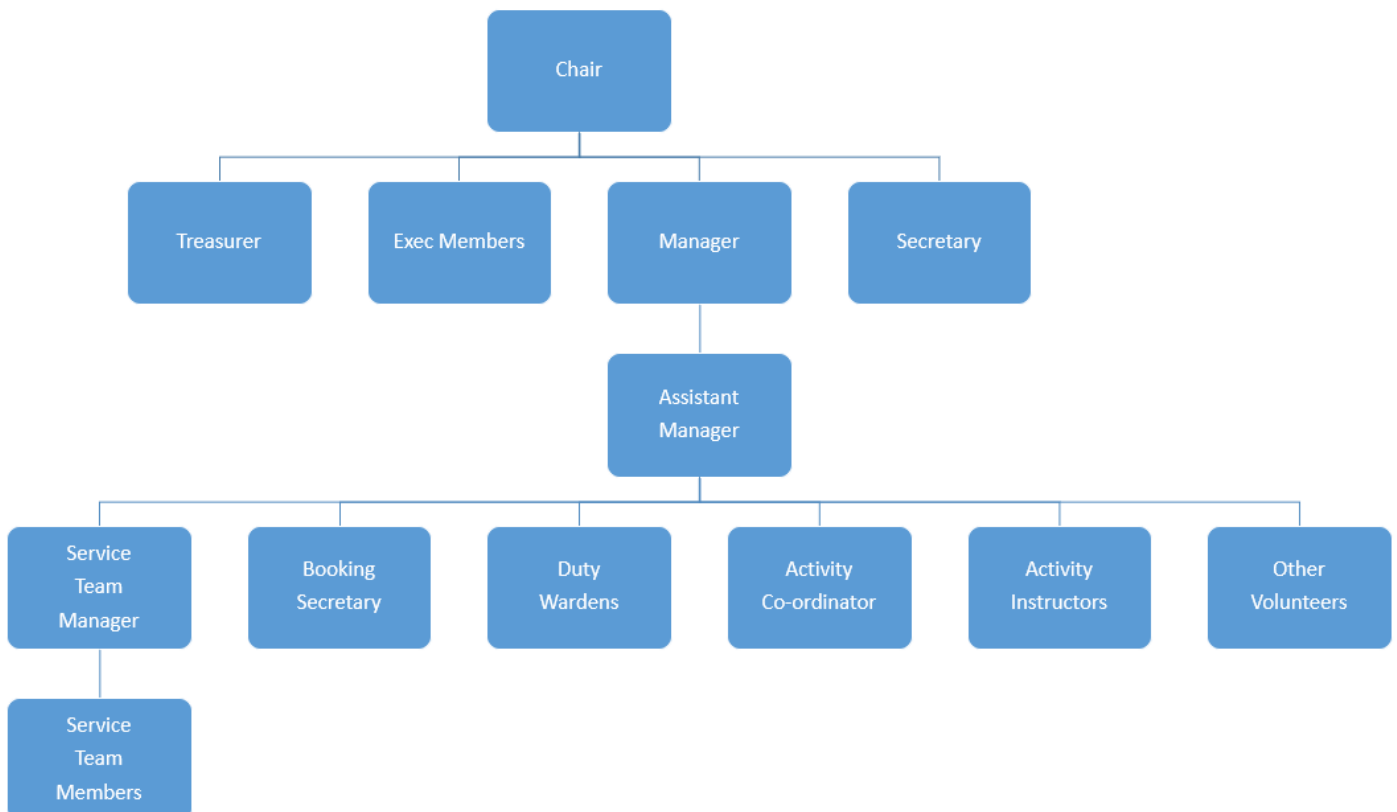 Chair
Treasurer
Exec Members
Manager
Secretary
Assistant
Manager
Service
Team
Manager
Booking
Secretary
Duty
Wardens
Activity
Co-ordinator
Activity
Instructors
Other
Volunteers
Service
Team
Members